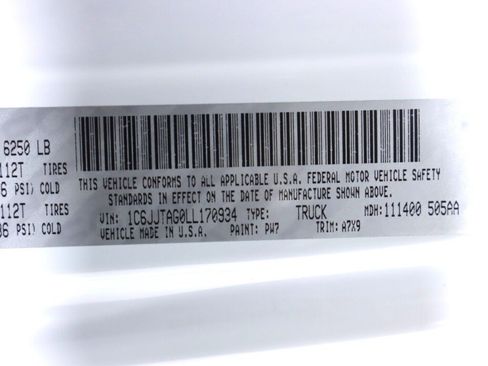 6250 LB
112T TIRES
6 PSI) COLD
112T TIRES
36 PSI) COLD
THIS VEHICLE CONFORMS TO ALL APPLICABLE U.S.A. FEDERAL MOTOR VEHICLE SAFETY
STANDARDS IN EFFECT ON THE DATE OF MANUFACTURE SHOWN ABOVE.
VIN: 1C6JJTAG0LL170934 TYPE: TRUCK MDH: 111400 505AA
VEHICLE MADE IN U.S.A. PAINT: PW7 TRIM: A7X9